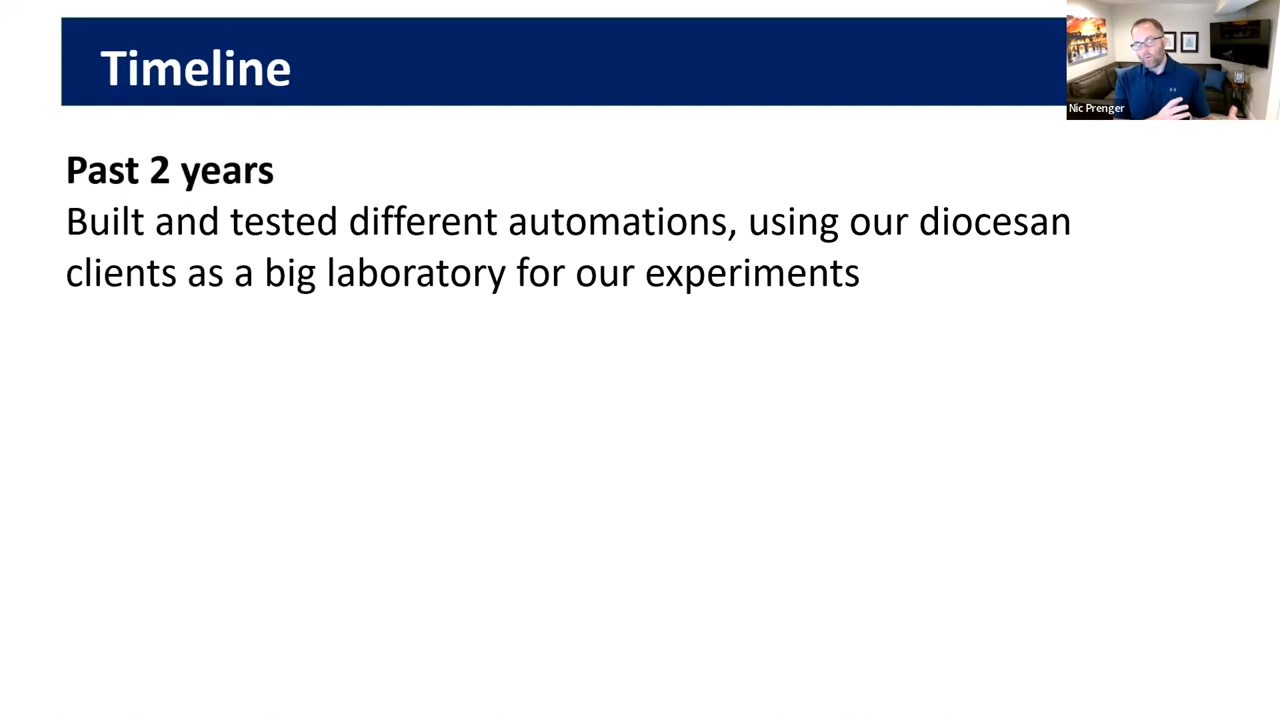 Timeline
Nic Prenger
Past 2 years
Built and tested different automations, using our diocesan
clients as a big laboratory for our experiments